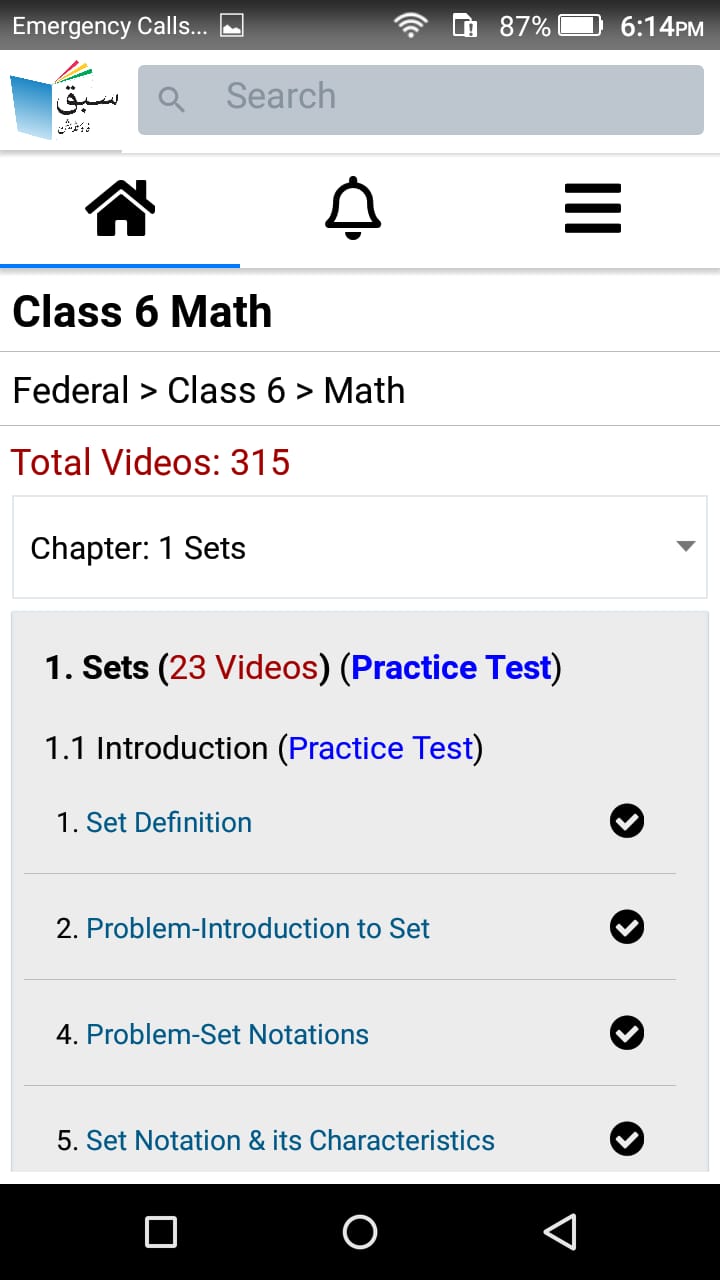 Emergency Calls...
87%
6:14PM
سبق
فاؤنڈیشن
Search
Class 6 Math
Federal > Class 6 > Math
Total Videos: 315
Chapter: 1 Sets
1. Sets (23 Videos) (Practice Test)
1.1 Introduction (Practice Test)
1. Set Definition
2. Problem-Introduction to Set
4. Problem-Set Notations
5. Set Notation & its Characteristics